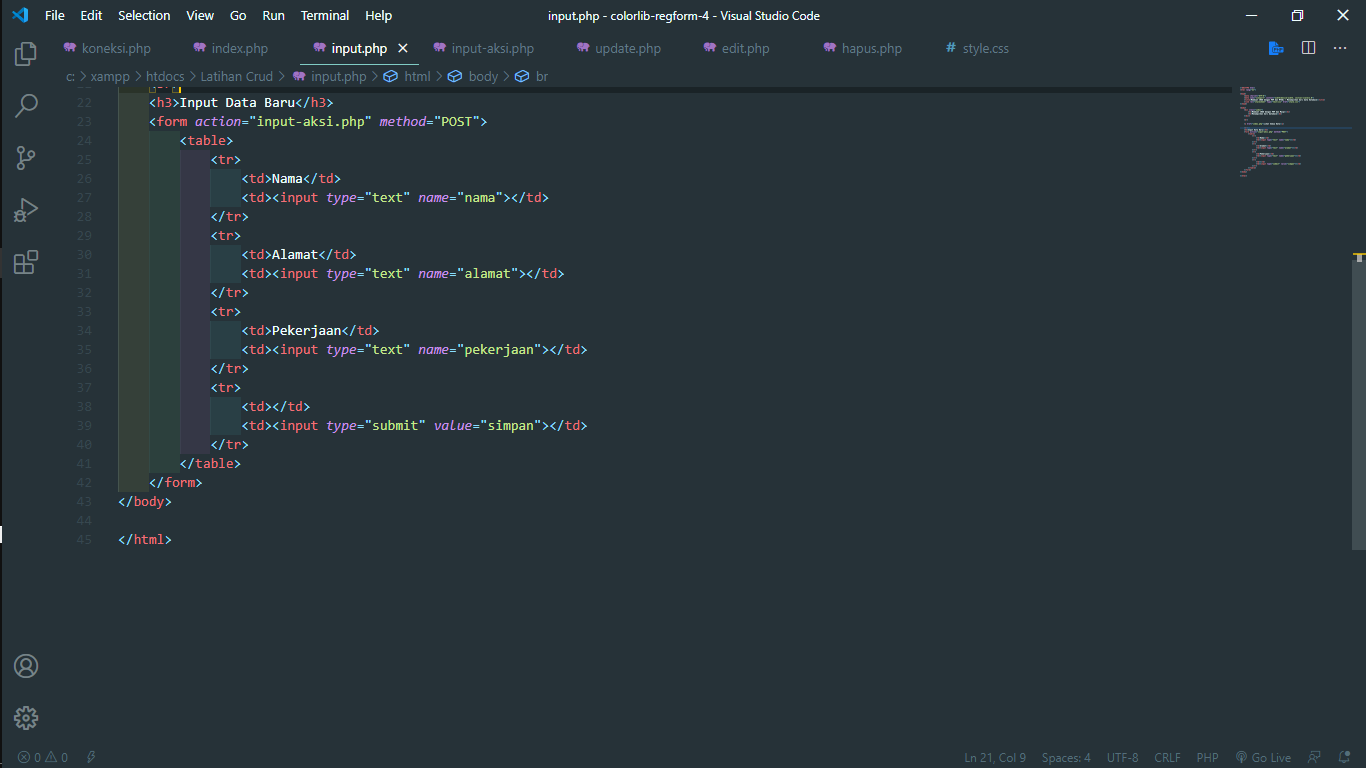 File Edit Selection View Go Run Terminal Help input.php - colorlib-regform-4 - Visual Studio Code
koneksi.php index.php input.php input-aksi.php update.php edit.php hapus.php # style.css
c: > xampp > htdocs > Latihan Crud > input.php > html > body > br
22 <h3>Input Data Baru</h3>
23 <form action="input-aksi.php" method="POST">
24 <table>
25 <tr>
26 <td>Nama</td>
27 <td><input type="text" name="nama"></td>
28 </tr>
29 <tr>
30 <td>Alamat</td>
31 <td><input type="text" name="alamat"></td>
32 </tr>
33 <tr>
34 <td>Pekerjaan</td>
35 <td><input type="text" name="pekerjaan"></td>
36 </tr>
37 <tr>
38 <td></td>
39 <td><input type="submit" value="simpan"></td>
40 </tr>
41 </table>
42 </form>
43 </body>
44
45 </html>
0 0 Ln 21, Col 9 Spaces: 4 UTF-8 CRLF PHP Go Live